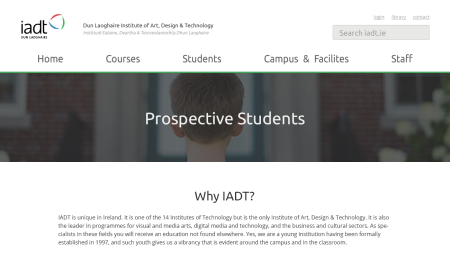 login library contact
iadt
DUN LAOGHAIRE
Dun Laoghaire Institute of Art, Design & Technology
Institiúid Ealaíne, Deartha & Teicneolaíochta Dhun Laoghaire
Search iadt.ie
Home Courses Students Campus & Facilites Staff
Prospective Students
Why IADT?
IADT is unique in Ireland. It is one of the 14 Institutes of Technology but is the only Institute of Art, Design & Technology. It is also
the leader in programmes for visual and media arts, digital media and technology, and the business and cultural sectors. As spe-
cialists in these fields you will receive an education not found elsewhere. Yes, we are a young institution having been formally
established in 1997, and such youth gives us a vibrancy that is evident around the campus and in the classroom.